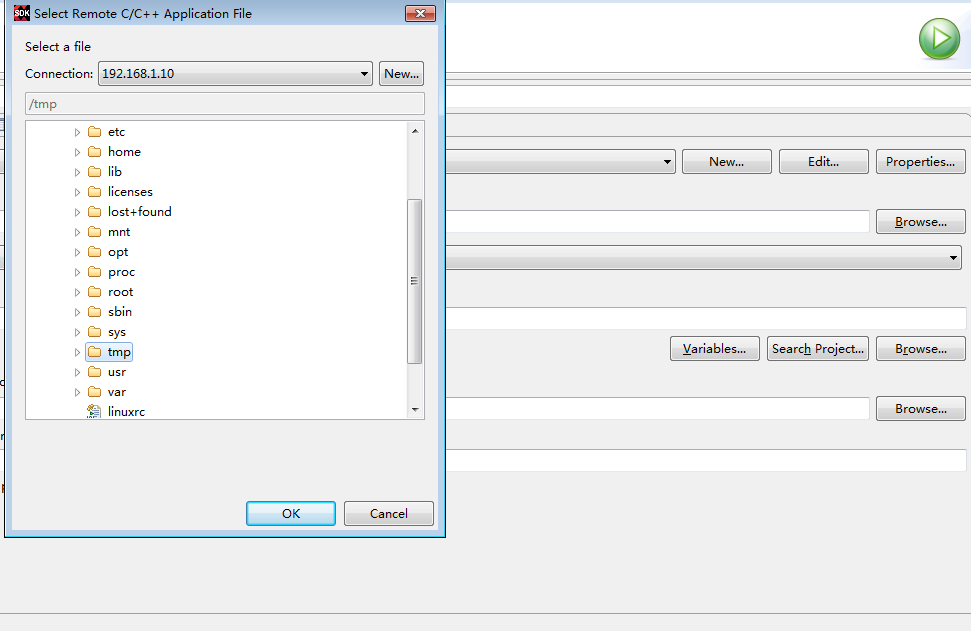 SDK Select Remote C/C++ Application File
Select a file
Connection: 192.168.1.10 New...
/tmp
etc
home
lib
licenses
lost+found
mnt
opt
proc
root
sbin
sys
tmp
usr
var
linuxrc
OK Cancel
New... Edit... Properties...
Browse...
Variables... Search Project... Browse...
Browse...